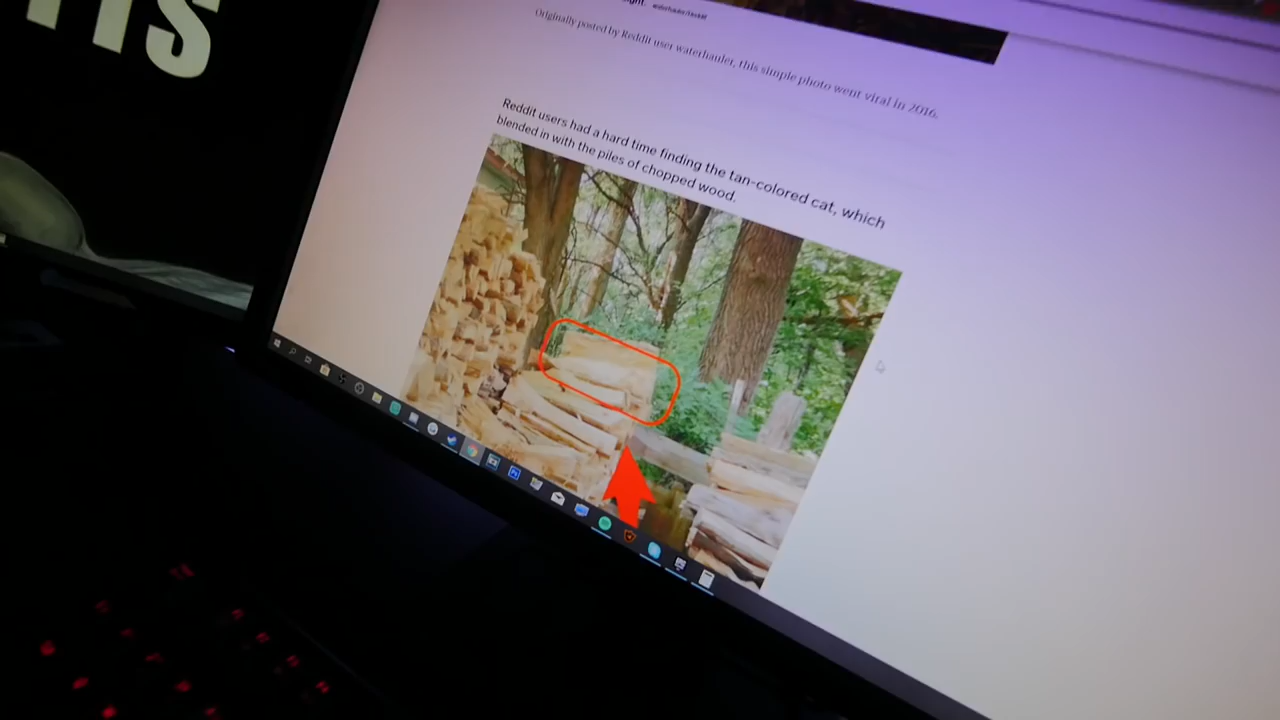 Originally posted by Reddit user waterhauler, this simple photo went viral in 2016.
Reddit users had a hard time finding the tan-colored cat, which
blended in with the piles of chopped wood.